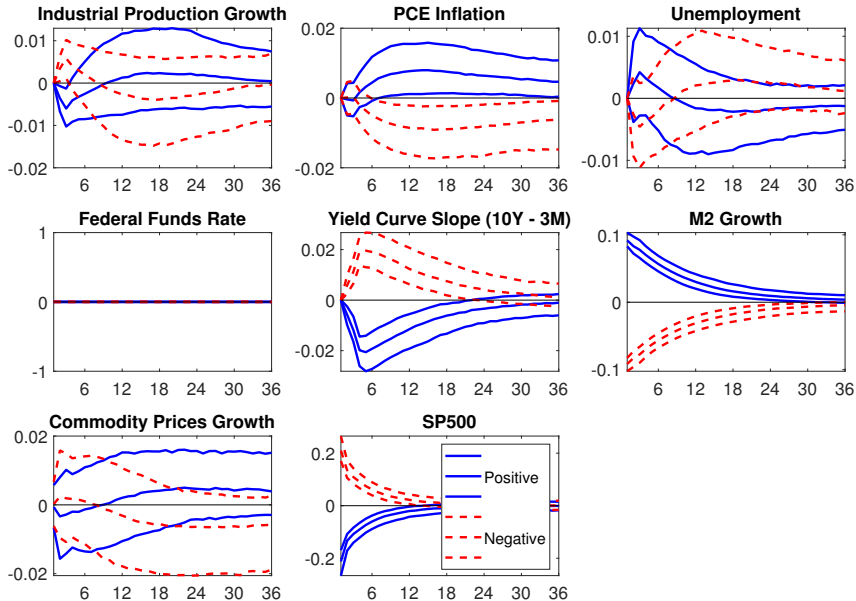 Industrial Production Growth
PCE Inflation
Unemployment
0.01
0
-0.01
-0.02
6 12 18 24 30 36
0.02
0
-0.02
6 12 18 24 30 36
0.01
0
-0.01
6 12 18 24 30 36
Federal Funds Rate
Yield Curve Slope (10Y - 3M)
M2 Growth
1
0
-1
6 12 18 24 30 36
0.02
0
-0.02
6 12 18 24 30 36
0.1
0
-0.1
6 12 18 24 30 36
Commodity Prices Growth
SP500
0.02
0
-0.02
6 12 18 24 30 36
0.2
0
-0.2
6 12 18 24 30 36
Positive
Negative